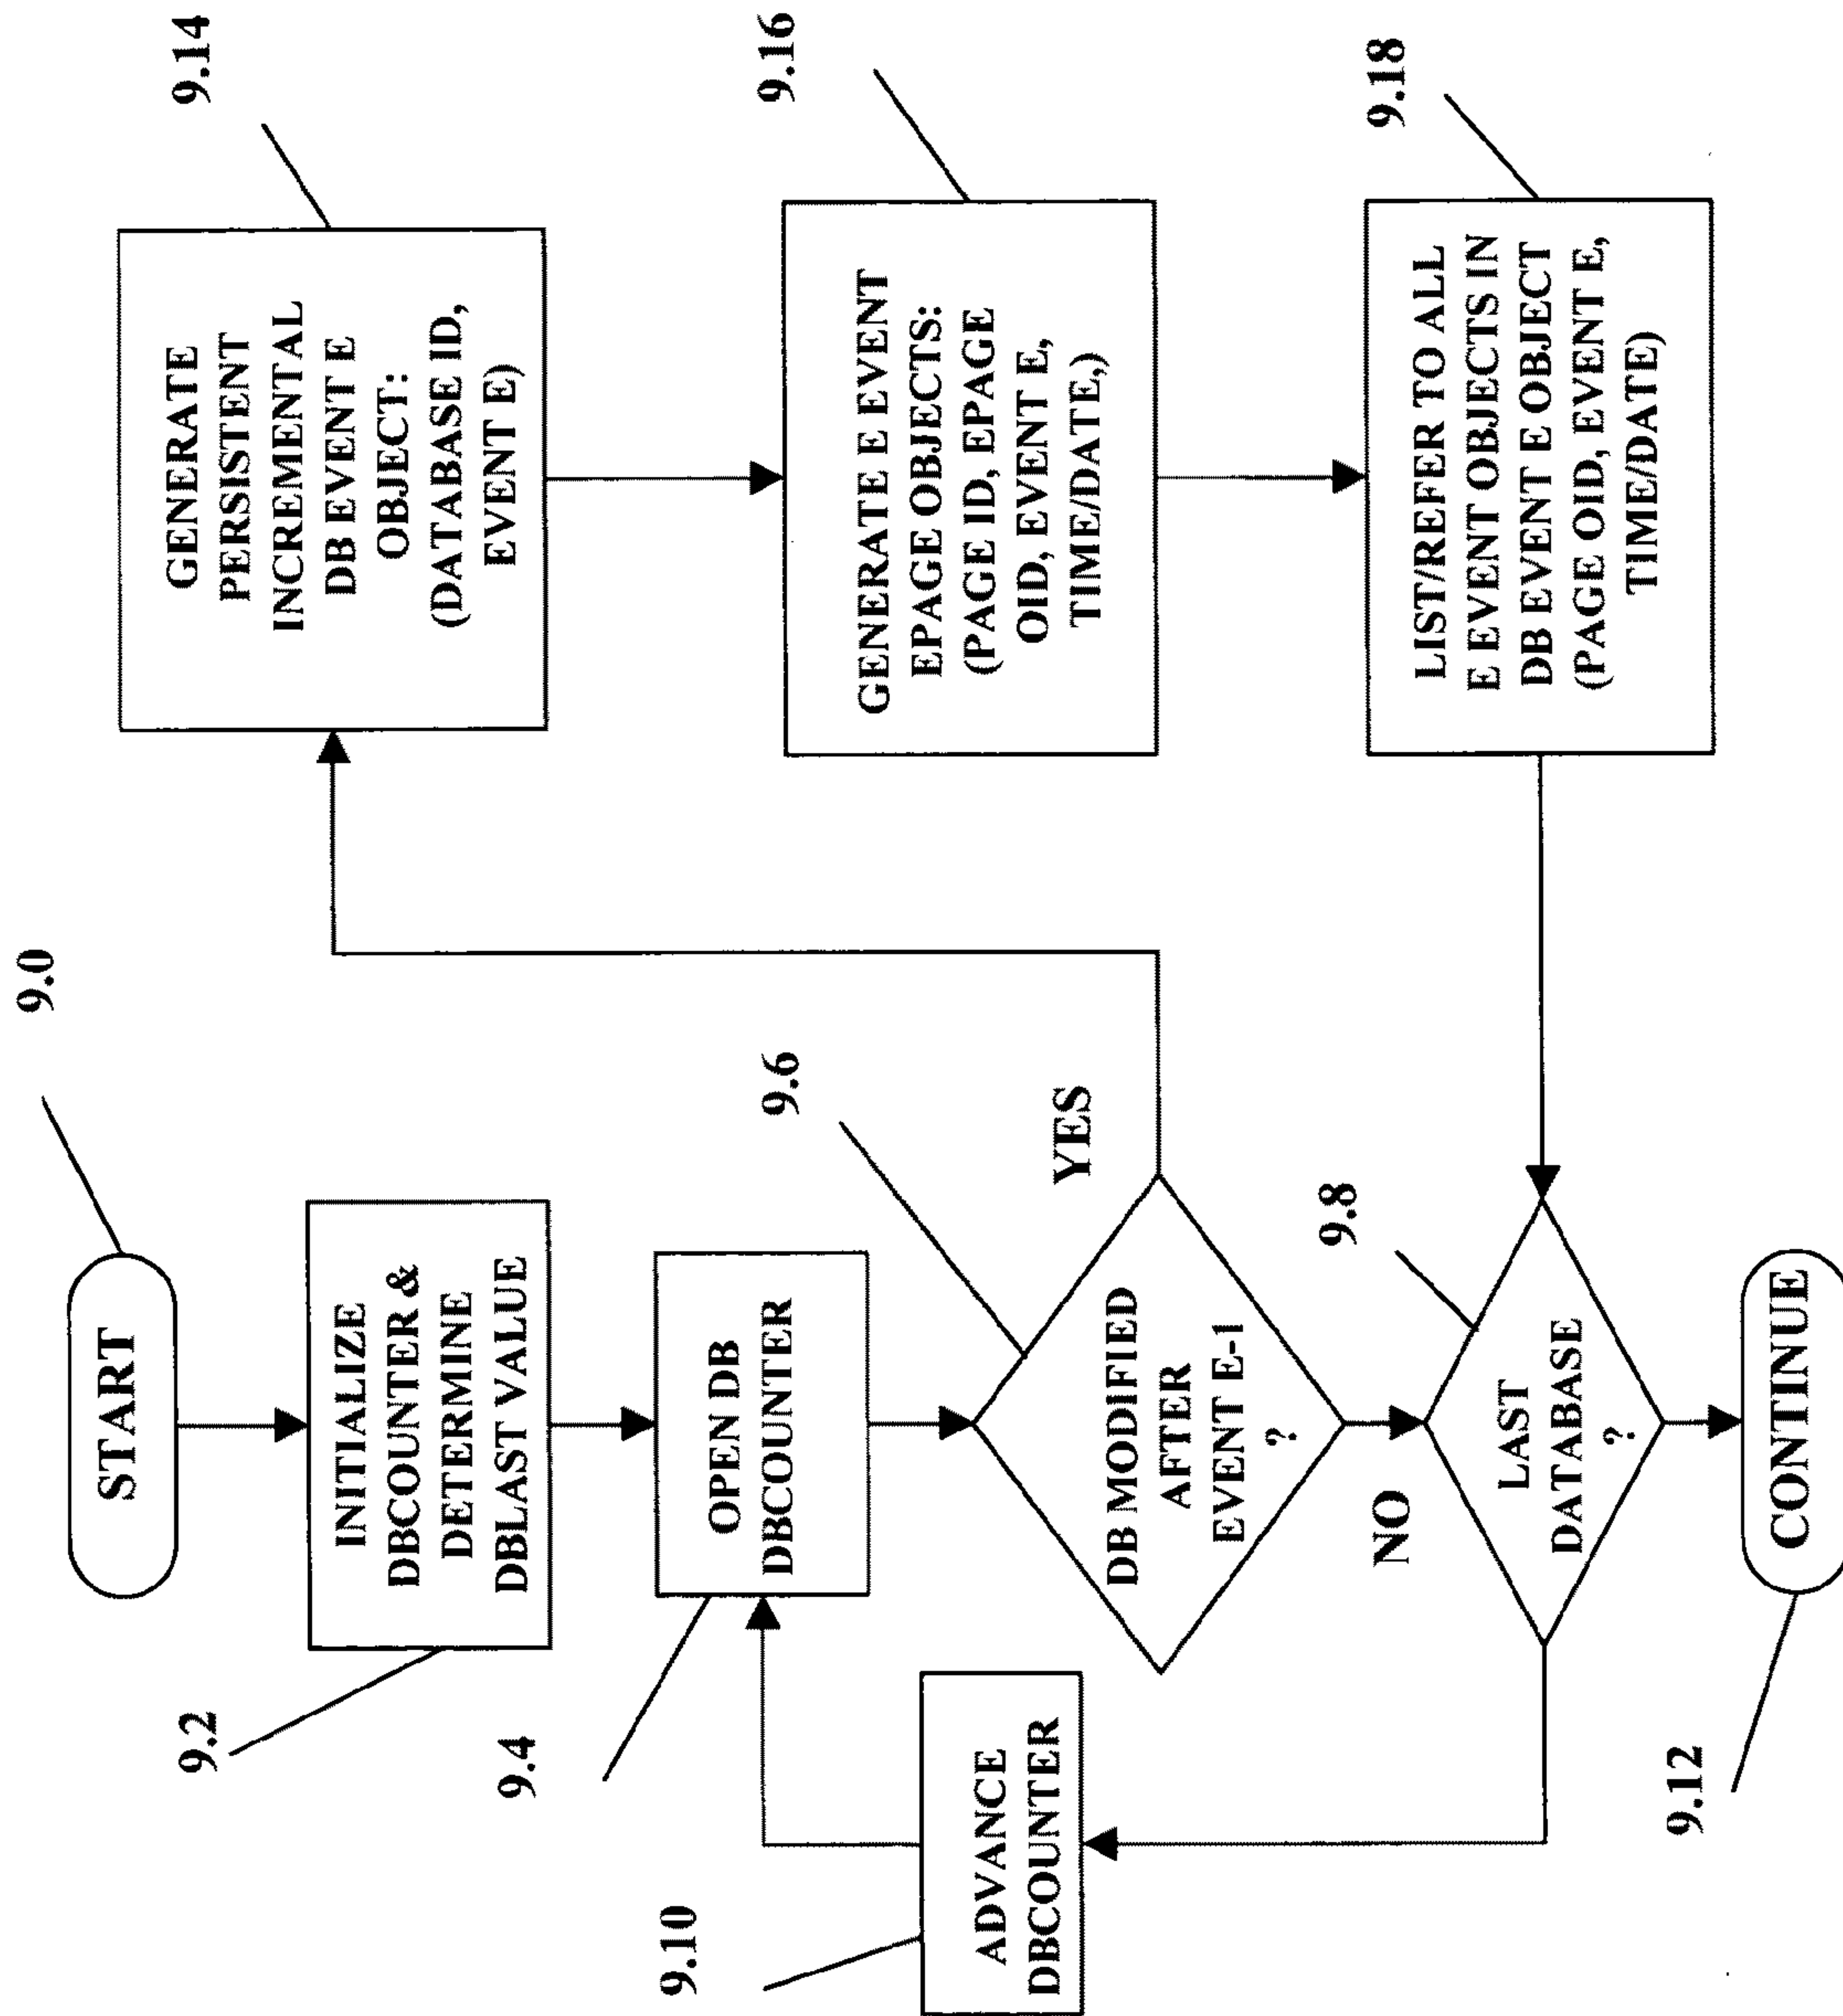 9.0
START
9.2
INITIALIZE
DBCOUNTER &
DETERMINE
DBLAST VALUE
9.4
OPEN DB
DBCOUNTER
9.6
DB MODIFIED
AFTER
EVENT E-1
?
YES
NO
9.8
LAST
DATABASE
?
9.10
ADVANCE
DBCOUNTER
9.12
CONTINUE
9.14
GENERATE
PERSISTENT
INCREMENTAL
DB EVENT E
OBJECT:
(DATABASE ID,
EVENT E)
9.16
GENERATE E EVENT
EPAGE OBJECTS:
(PAGE ID, EPAGE
OID, EVENT E,
TIME/DATE,)
9.18
LIST/REFER TO ALL
E EVENT OBJECTS IN
DB EVENT E OBJECT
(PAGE OID, EVENT E,
TIME/DATE)